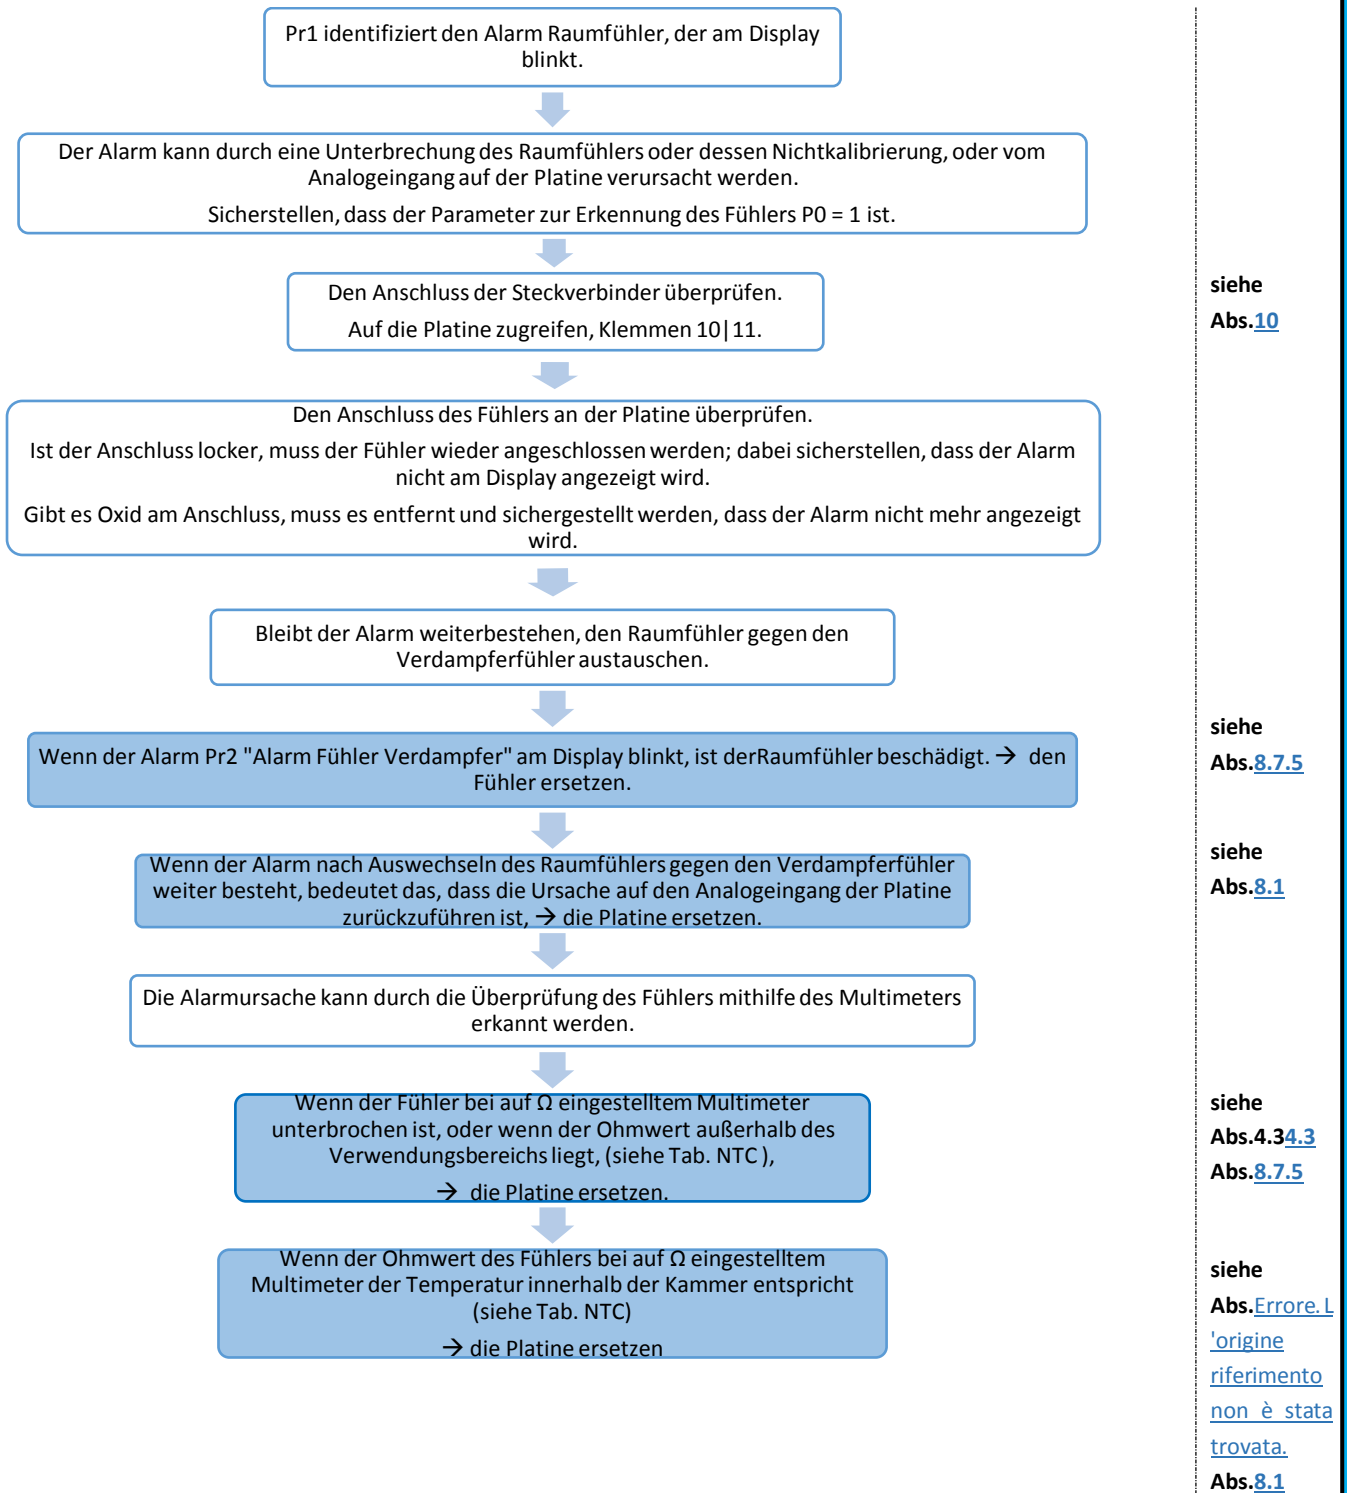 Pr1 identifiziert den Alarm Raumfühler, der am Display
blinkt.
Der Alarm kann durch eine Unterbrechung des Raumfühlers oder dessen Nichtkalibrierung, oder vom
Analogeingang auf der Platine verursacht werden.
Sicherstellen, dass der Parameter zur Erkennung des Fühlers P0 = 1 ist.
Den Anschluss der Steckverbinder überprüfen.
Auf die Platine zugreifen, Klemmen 10|11.
siehe
Abs.10
Den Anschluss des Fühlers an der Platine überprüfen.
Ist der Anschluss locker, muss der Fühler wieder angeschlossen werden; dabei sicherstellen, dass der Alarm
nicht am Display angezeigt wird.
Gibt es Oxid am Anschluss, muss es entfernt und sichergestellt werden, dass der Alarm nicht mehr angezeigt
wird.
Bleibt der Alarm weiterbestehen, den Raumfühler gegen den
Verdampferfühler austauschen.
Wenn der Alarm Pr2 "Alarm Fühler Verdampfer" am Display blinkt, ist derRaumfühler beschädigt. → den
Fühler ersetzen.
siehe
Abs.8.7.5
Wenn der Alarm nach Auswechseln des Raumfühlers gegen den Verdampferfühler
weiter besteht, bedeutet das, dass die Ursache auf den Analogeingang der Platine
zurückzuführen ist, → die Platine ersetzen.
siehe
Abs.8.1
Die Alarmursache kann durch die Überprüfung des Fühlers mithilfe des Multimeters
erkannt werden.
Wenn der Fühler bei auf Ω eingestelltem Multimeter
unterbrochen ist, oder wenn der Ohmwert außerhalb des
Verwendungsbereichs liegt, (siehe Tab. NTC ),
→ die Platine ersetzen.
siehe
Abs.4.34.3
Abs.8.7.5
Wenn der Ohmwert des Fühlers bei auf Ω eingestelltem
Multimeter der Temperatur innerhalb der Kammer entspricht
(siehe Tab. NTC)
→ die Platine ersetzen
siehe
Abs.Errore. L
'origine
riferimento
non è stata
trovata.
Abs.8.1